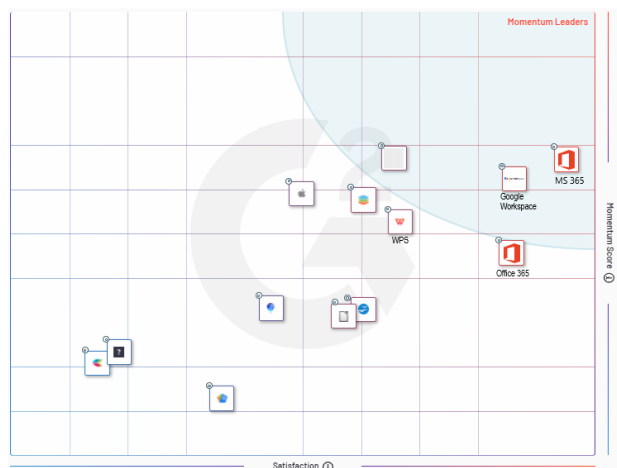 Momentum Leaders
MS 365
Google
Workspace
WPS
Office 365
Momentum Score
Satisfaction